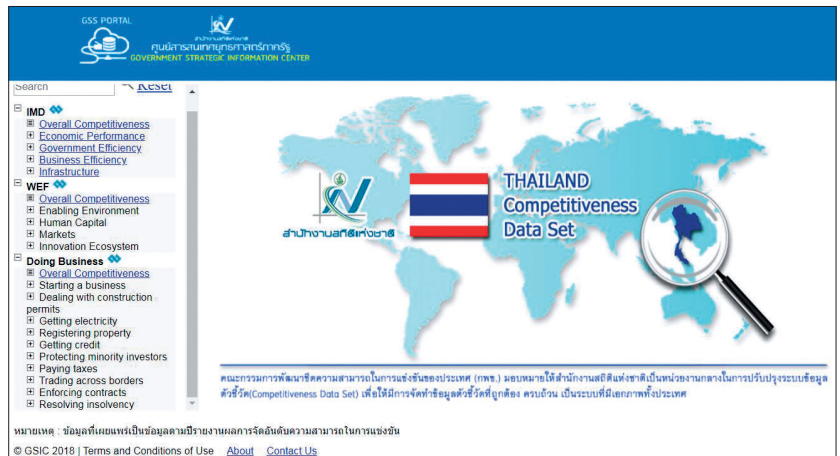 GSS PORTAL
สำนักงานสถิติแห่งชาติ
ศูนย์สารสนเทศยุทธศาสตร์ภาครัฐ
GOVERNMENT STRATEGIC INFORMATION CENTER
Search Reset
IMD
Overall Competitiveness
Economic Performance
Government Efficiency
Business Efficiency
Infrastructure
WEF
Overall Competitiveness
Enabling Environment
Human Capital
Markets
Innovation Ecosystem
Doing Business
Overall Competitiveness
Starting a business
Dealing with construction
permits
Getting electricity
Registering property
Getting credit
Protecting minority investors
Paying taxes
Trading across borders
Enforcing contracts
Resolving insolvency
สำนักงานสถิติแห่งชาติ
THAILAND
Competitiveness
Data Set
คณะกรรมการพัฒนาขีดความสามารถในการแข่งขันของประเทศ (กพข.) มอบหมายให้สำนักงานสถิติแห่งชาติเป็นหน่วยงานกลางในการปรับปรุงระบบข้อมูล
ตัวชี้วัด(Competitiveness Data Set) เพื่อให้มีการจัดทำข้อมูลตัวชี้วัดที่ถูกต้อง ครบถ้วน เป็นระบบที่มีเอกภาพทั้งประเทศ
หมายเหตุ : ข้อมูลที่เผยแพร่เป็นข้อมูลตามปีรายงานผลการจัดอันดับความสามารถในการแข่งขัน
© GSIC 2018 | Terms and Conditions of Use About Contact Us